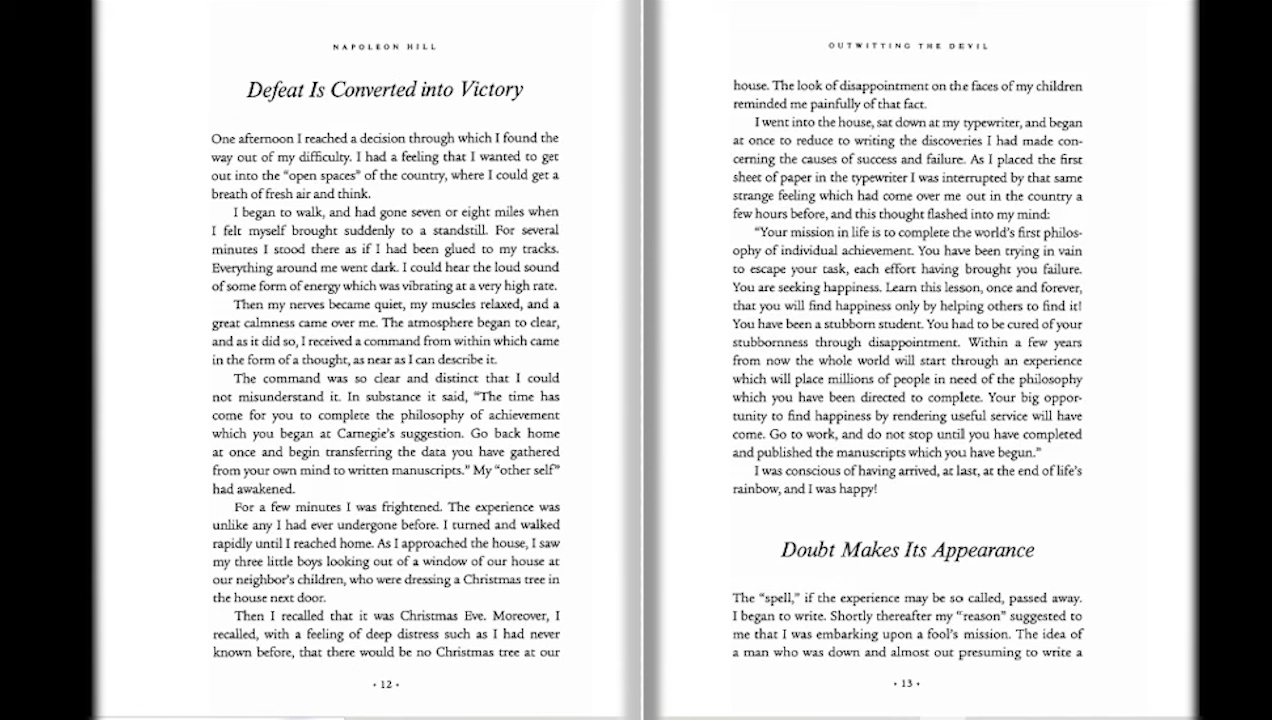 NAPOLEON HILL
Defeat Is Converted into Victory
One afternoon I reached a decision through which I found the
way out of my difficulty. I had a feeling that I wanted to get
out into the “open spaces” of the country, where I could get a
breath of fresh air and think.
I began to walk, and had gone seven or eight miles when
I felt myself brought suddenly to a standstill. For several
minutes I stood there as if I had been glued to my tracks.
Everything around me went dark. I could hear the loud sound
of some form of energy which was vibrating at a very high rate.
Then my nerves became quiet, my muscles relaxed, and a
great calmness came over me. The atmosphere began to clear,
and as it did so, I received a command from within which came
in the form of a thought, as near as I can describe it.
The command was so clear and distinct that I could
not misunderstand it. In substance it said, “The time has
come for you to complete the philosophy of achievement
which you began at Carnegie’s suggestion. Go back home
at once and begin transferring the data you have gathered
from your own mind to written manuscripts.” My “other self”
had awakened.
For a few minutes I was frightened. The experience was
unlike any I had ever undergone before. I turned and walked
rapidly until I reached home. As I approached the house, I saw
my three little boys looking out of a window of our house at
our neighbor’s children, who were dressing a Christmas tree in
the house next door.
Then I recalled that it was Christmas Eve. Moreover, I
recalled, with a feeling of deep distress such as I had never
known before, that there would be no Christmas tree at our
• 12 •
OUTWITTING THE DEVIL
house. The look of disappointment on the faces of my children
reminded me painfully of that fact.
I went into the house, sat down at my typewriter, and began
at once to reduce to writing the discoveries I had made con-
cerning the causes of success and failure. As I placed the first
sheet of paper in the typewriter I was interrupted by that same
strange feeling which had come over me out in the country a
few hours before, and this thought flashed into my mind:
“Your mission in life is to complete the world’s first philos-
ophy of individual achievement. You have been trying in vain
to escape your task, each effort having brought you failure.
You are seeking happiness. Learn this lesson, once and forever,
that you will find happiness only by helping others to find it!
You have been a stubborn student. You had to be cured of your
stubbornness through disappointment. Within a few years
from now the whole world will start through an experience
which will place millions of people in need of the philosophy
which you have been directed to complete. Your big oppor-
tunity to find happiness by rendering useful service will have
come. Go to work, and do not stop until you have completed
and published the manuscripts which you have begun.”
I was conscious of having arrived, at last, at the end of life’s
rainbow, and I was happy!
Doubt Makes Its Appearance
The “spell,” if the experience may be so called, passed away.
I began to write. Shortly thereafter my “reason” suggested to
me that I was embarking upon a fool’s mission. The idea of
a man who was down and almost out presuming to write a
• 13 •